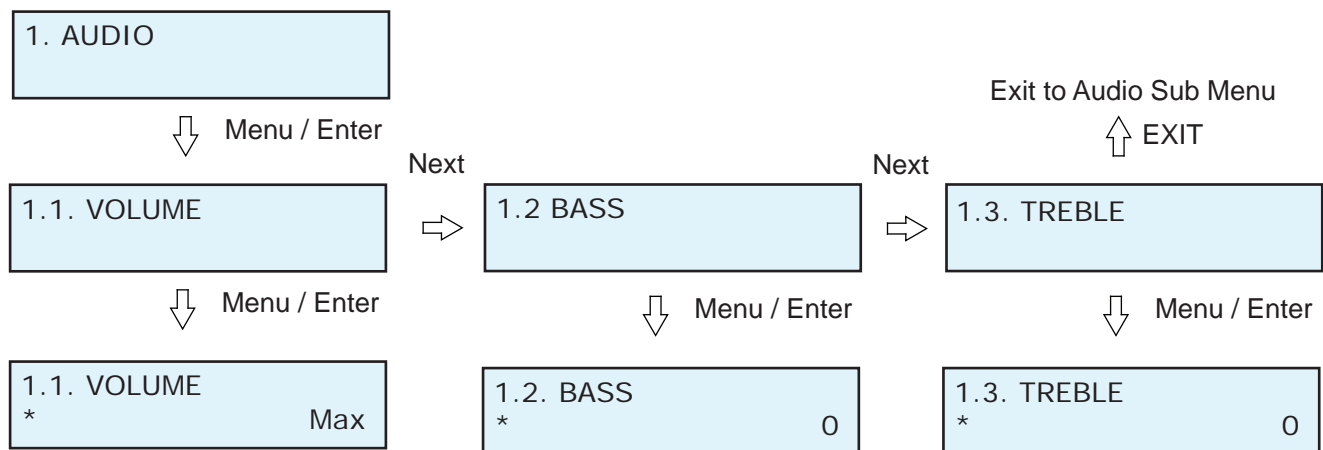 1. AUDIO
Exit to Audio Sub Menu
Menu / Enter
EXIT
Next
Next
1.1. VOLUME
1.2 BASS
1.3. TREBLE
Menu / Enter
Menu / Enter
Menu / Enter
1.1. VOLUME
* Max
1.2. BASS
* 0
1.3. TREBLE
* 0